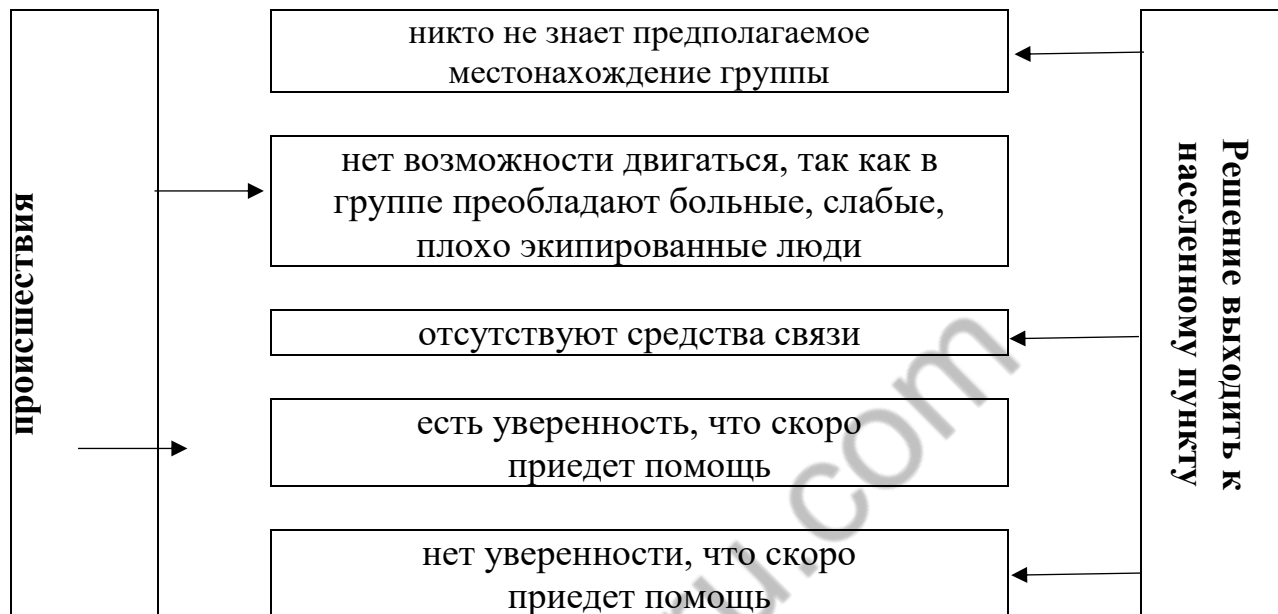 происшествия
никто не знает предполагаемое
местонахождение группы
нет возможности двигаться, так как в
группе преобладают больные, слабые,
плохо экипированные люди
отсутствуют средства связи
есть уверенность, что скоро
приедет помощь
нет уверенности, что скоро
приедет помощь
Решение выходить к
населенному пункту
ru.com